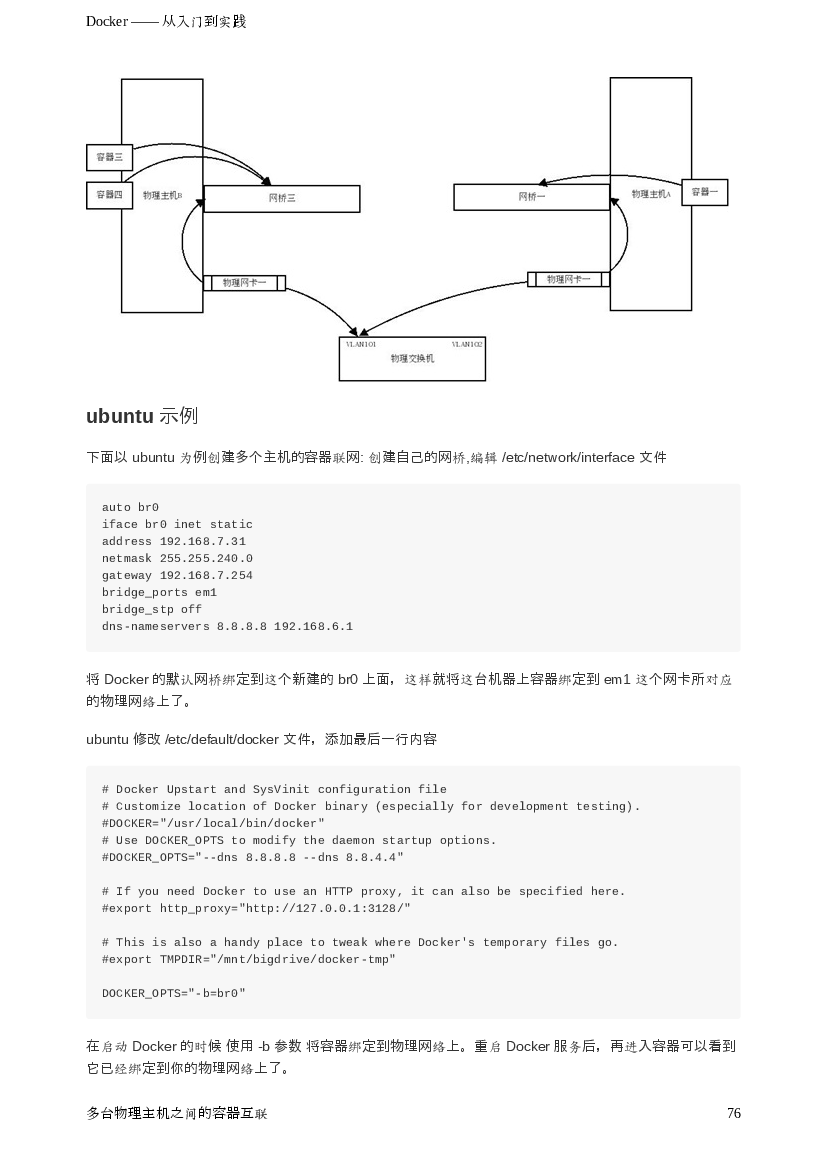 Docker —— 从入门到实践
容器三
容器四
物理主机B
网桥三
网桥一
物理主机A
容器一
物理网卡一
物理网卡一
VLAN101
VLAN102
物理交换机
ubuntu 示例
下面以 ubuntu 为例创建多个主机的容器联网: 创建自己的网桥,编辑 /etc/network/interface 文件
auto br0
iface br0 inet static
address 192.168.7.31
netmask 255.255.240.0
gateway 192.168.7.254
bridge_ports em1
bridge_stp off
dns-nameservers 8.8.8.8 192.168.6.1
将 Docker 的默认网桥绑定到这个新建的 br0 上面，这样就将这台机器上容器绑定到 em1 这个网卡所对应
的物理网络上了。
ubuntu 修改 /etc/default/docker 文件，添加最后一行内容
# Docker Upstart and SysVinit configuration file
# Customize location of Docker binary (especially for development testing).
#DOCKER="/usr/local/bin/docker"
# Use DOCKER_OPTS to modify the daemon startup options.
#DOCKER_OPTS="--dns 8.8.8.8 --dns 8.8.4.4"
# If you need Docker to use an HTTP proxy, it can also be specified here.
#export http_proxy="http://127.0.0.1:3128/"
# This is also a handy place to tweak where Docker's temporary files go.
#export TMPDIR="/mnt/bigdrive/docker-tmp"
DOCKER_OPTS="-b=br0"
在启动 Docker 的时候 使用 -b 参数 将容器绑定到物理网络上。重启 Docker 服务后，再进入容器可以看到
它已经绑定到你的物理网络上了。
多台物理主机之间的容器互联
76